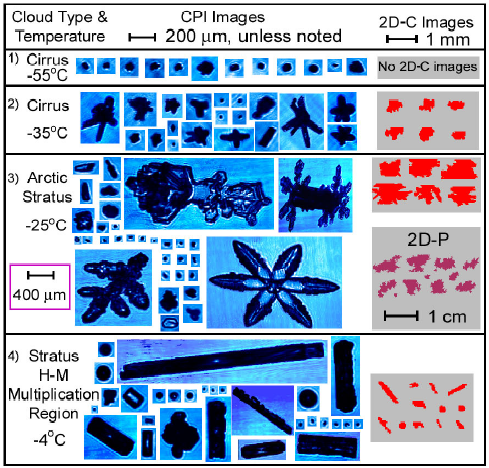 Cloud Type & Temperature
CPI Images
200 µm, unless noted
2D-C Images
1 mm
1) Cirrus
-55°C
No 2D-C images
2) Cirrus
-35°C
3) Arctic
Stratus
-25°C
400 µm
2D-P
1 cm
4) Stratus
H-M
Multiplication
Region
-4°C